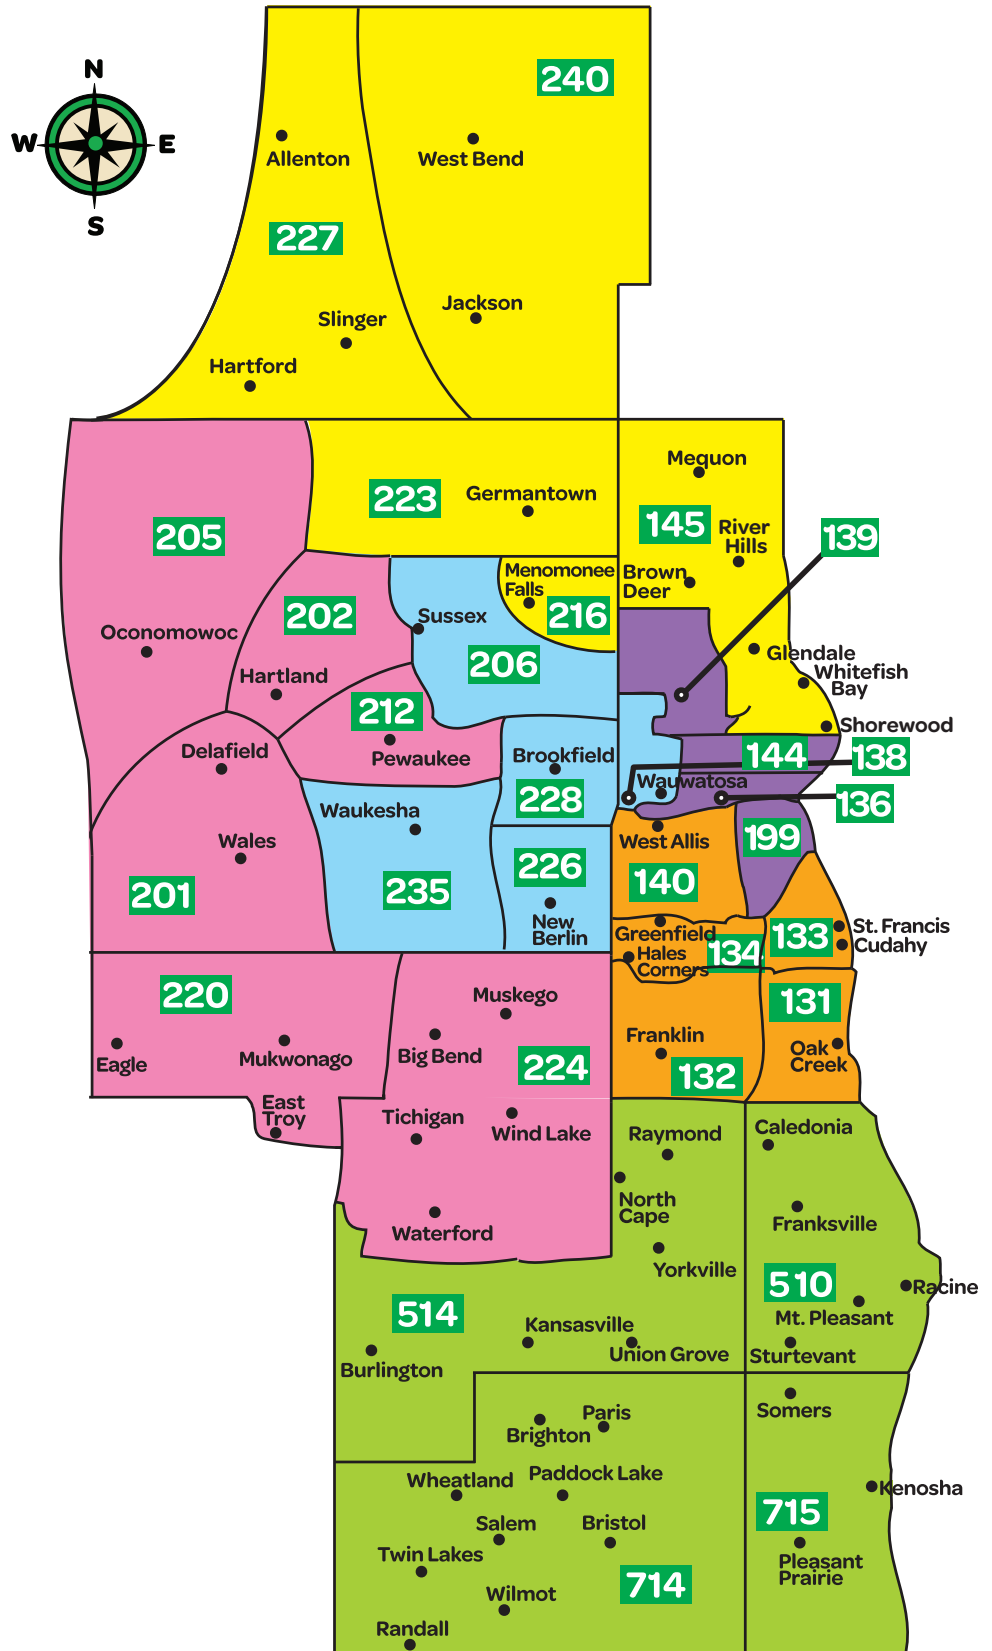 N
W
E
S
240
Allenton
West Bend
227
Jackson
Slinger
Hartford
Mequon
223
Germantown
145
River
Hills
139
205
Menomonee
Falls
Brown
Deer
202
Sussex
216
Oconomowoc
206
Glendale
Hartland
Whitefish
Bay
212
Shorewood
Delafield
Pewaukee
Brookfield
144
138
Wauwatosa
228
136
Waukesha
Wales
West Allis
199
226
140
201
235
New
Berlin
Greenfield
134
133
St. Francis
Cudahy
Hales
Corners
220
Muskego
131
Eagle
Mukwonago
Big Bend
224
Franklin
132
Oak
Creek
East
Troy
Tichigan
Wind Lake
Raymond
Caledonia
North
Cape
Waterford
Franksville
Yorkville
510
Racine
514
Mt. Pleasant
Kansasville
Union Grove
Sturtevant
Burlington
Paris
Brighton
Somers
Wheatland
Paddock Lake
Kenosha
Salem
Bristol
715
Twin Lakes
Pleasant
Prairie
Wilmot
714
Randall